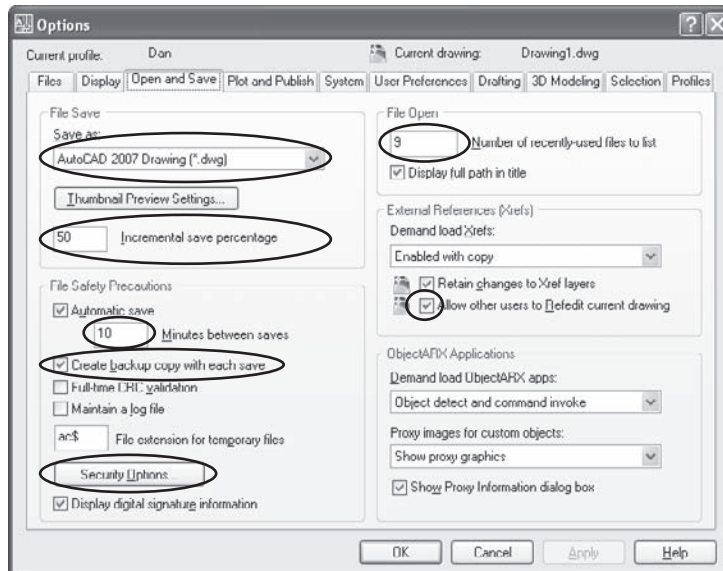 Options
Current profile: Dan
Current drawing: Drawing1.dwg
Files Display Open and Save Plot and Publish System User Preferences Drafting 3D Modeling Selection Profiles
File Save
Save as:
AutoCAD 2007 Drawing (*.dwg)
Thumbnail Preview Settings...
50 Incremental save percentage
File Safety Precautions
Automatic save
10 Minutes between saves
Create backup copy with each save
Full-time CRC validation
Maintain a log file
ac$ File extension for temporary files
Security Options...
Display digital signature information
File Open
9 Number of recently-used files to list
Display full path in title
External References (Xrefs)
Demand load Xrefs:
Enabled with copy
Retain changes to Xref layers
Allow other users to Refedit current drawing
ObjectARX Applications
Demand load ObjectARX apps:
Object detect and command invoke
Proxy images for custom objects:
Show proxy graphics
Show Proxy Information dialog box
OK Cancel Apply Help